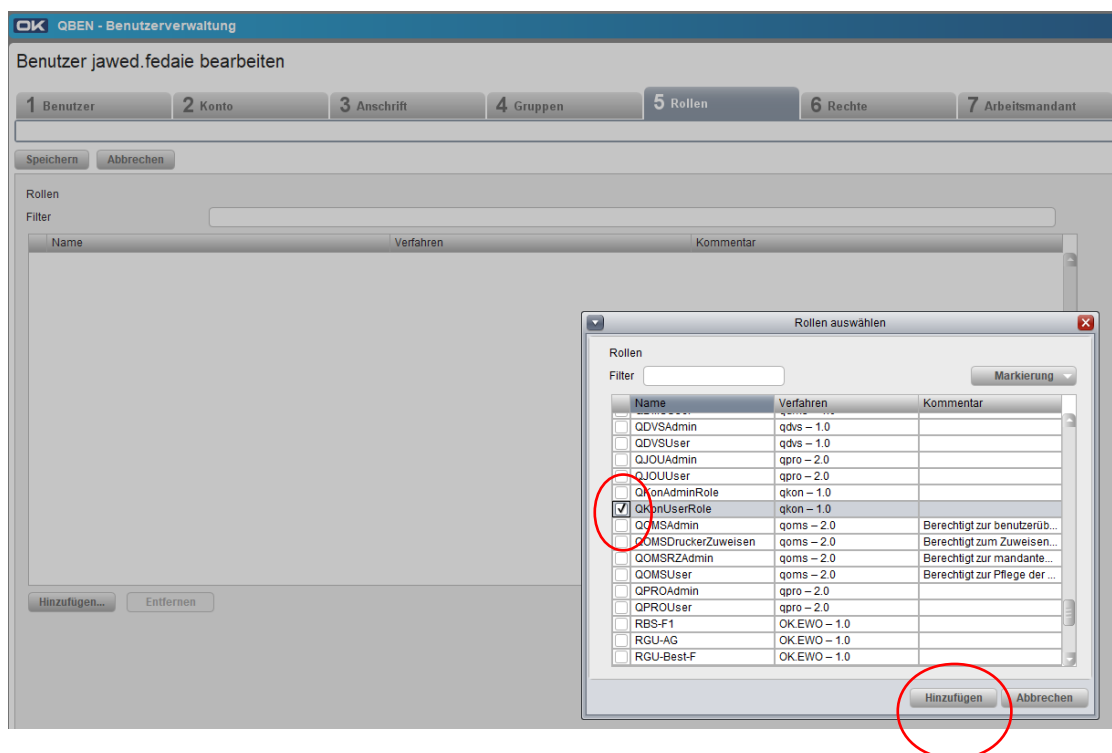 OK QBEN - Benutzerverwaltung
Benutzer jawed.fedaie bearbeiten
1 Benutzer 2 Konto 3 Anschrift 4 Gruppen 5 Rollen 6 Rechte 7 Arbeitsmandant
Speichern Abbrechen
Rollen
Filter
Name Verfahren Kommentar
Rollen auswählen
Rollen
Filter Markierung
Name Verfahren Kommentar
QDVSAdmin qdvs – 1.0
QDVSUser qdvs – 1.0
QJOUAdmin qpro – 2.0
QJOUUser qpro – 2.0
QKonAdminRole qkon – 1.0
QKonUserRole qkon – 1.0
QOMSAdmin qoms – 2.0 Berechtigt zur benutzerüb...
QOMSDruckerZuweisen qoms – 2.0 Berechtigt zum Zuweisen...
QOMSRZAdmin qoms – 2.0 Berechtigt zur mandante...
QOMSUser qoms – 2.0 Berechtigt zur Pflege der ...
QPROAdmin qpro – 2.0
QPROUser qpro – 2.0
RBS-F1 OK.EWO – 1.0
RGU-AG OK.EWO – 1.0
RGU-Best-F OK.EWO – 1.0
Hinzufügen... Entfernen
Hinzufügen Abbrechen